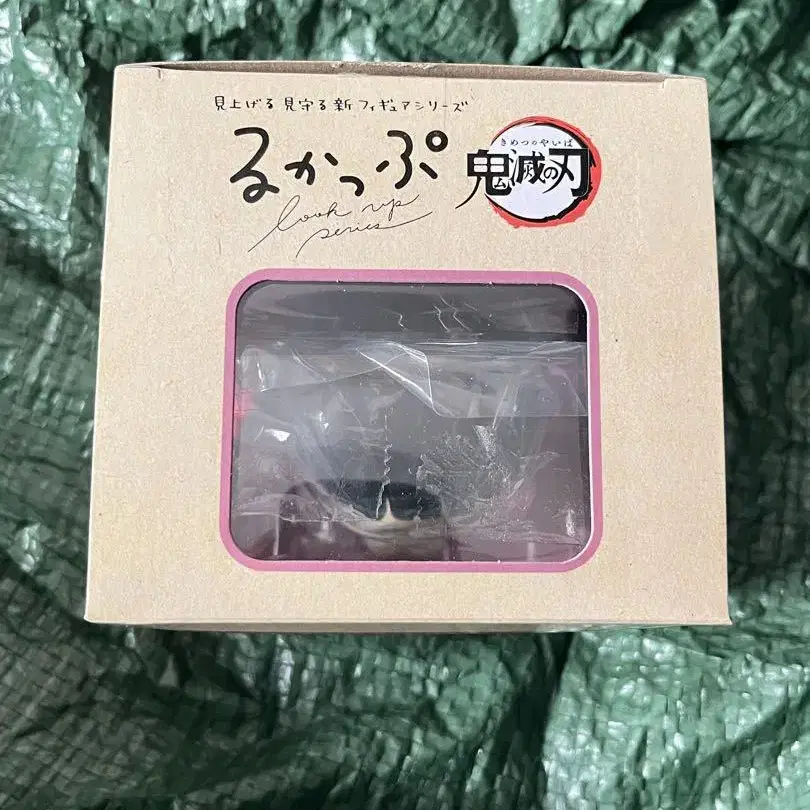 見上げる 見守る 新 フィギュアシリーズ
るかっぷ
look up
series
きめつのやいば
鬼滅の刃